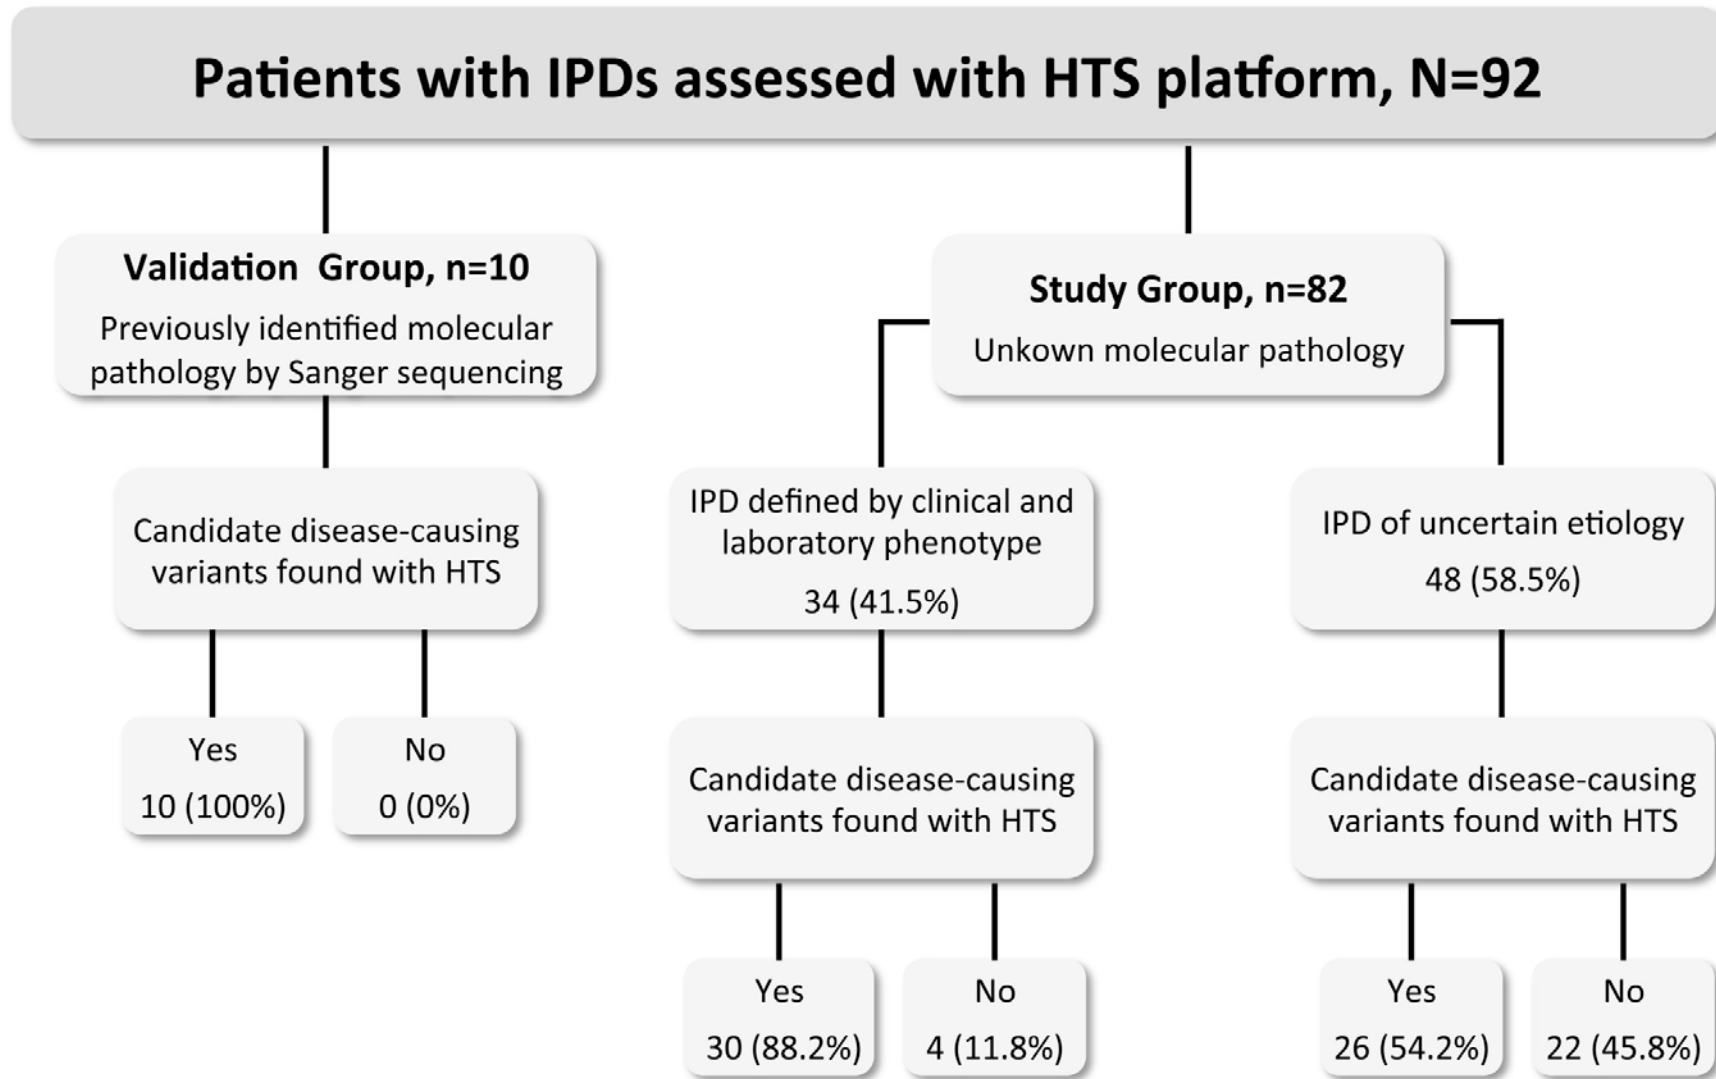 Patients with IPDs assessed with HTS platform, N=92
Validation Group, n=10
Previously identified molecular
pathology by Sanger sequencing
Study Group, n=82
Unkown molecular pathology
Candidate disease-causing
variants found with HTS
IPD defined by clinical and
laboratory phenotype
34 (41.5%)
IPD of uncertain etiology
48 (58.5%)
Yes
10 (100%)
No
0 (0%)
Candidate disease-causing
variants found with HTS
Candidate disease-causing
variants found with HTS
Yes
30 (88.2%)
No
4 (11.8%)
Yes
26 (54.2%)
No
22 (45.8%)